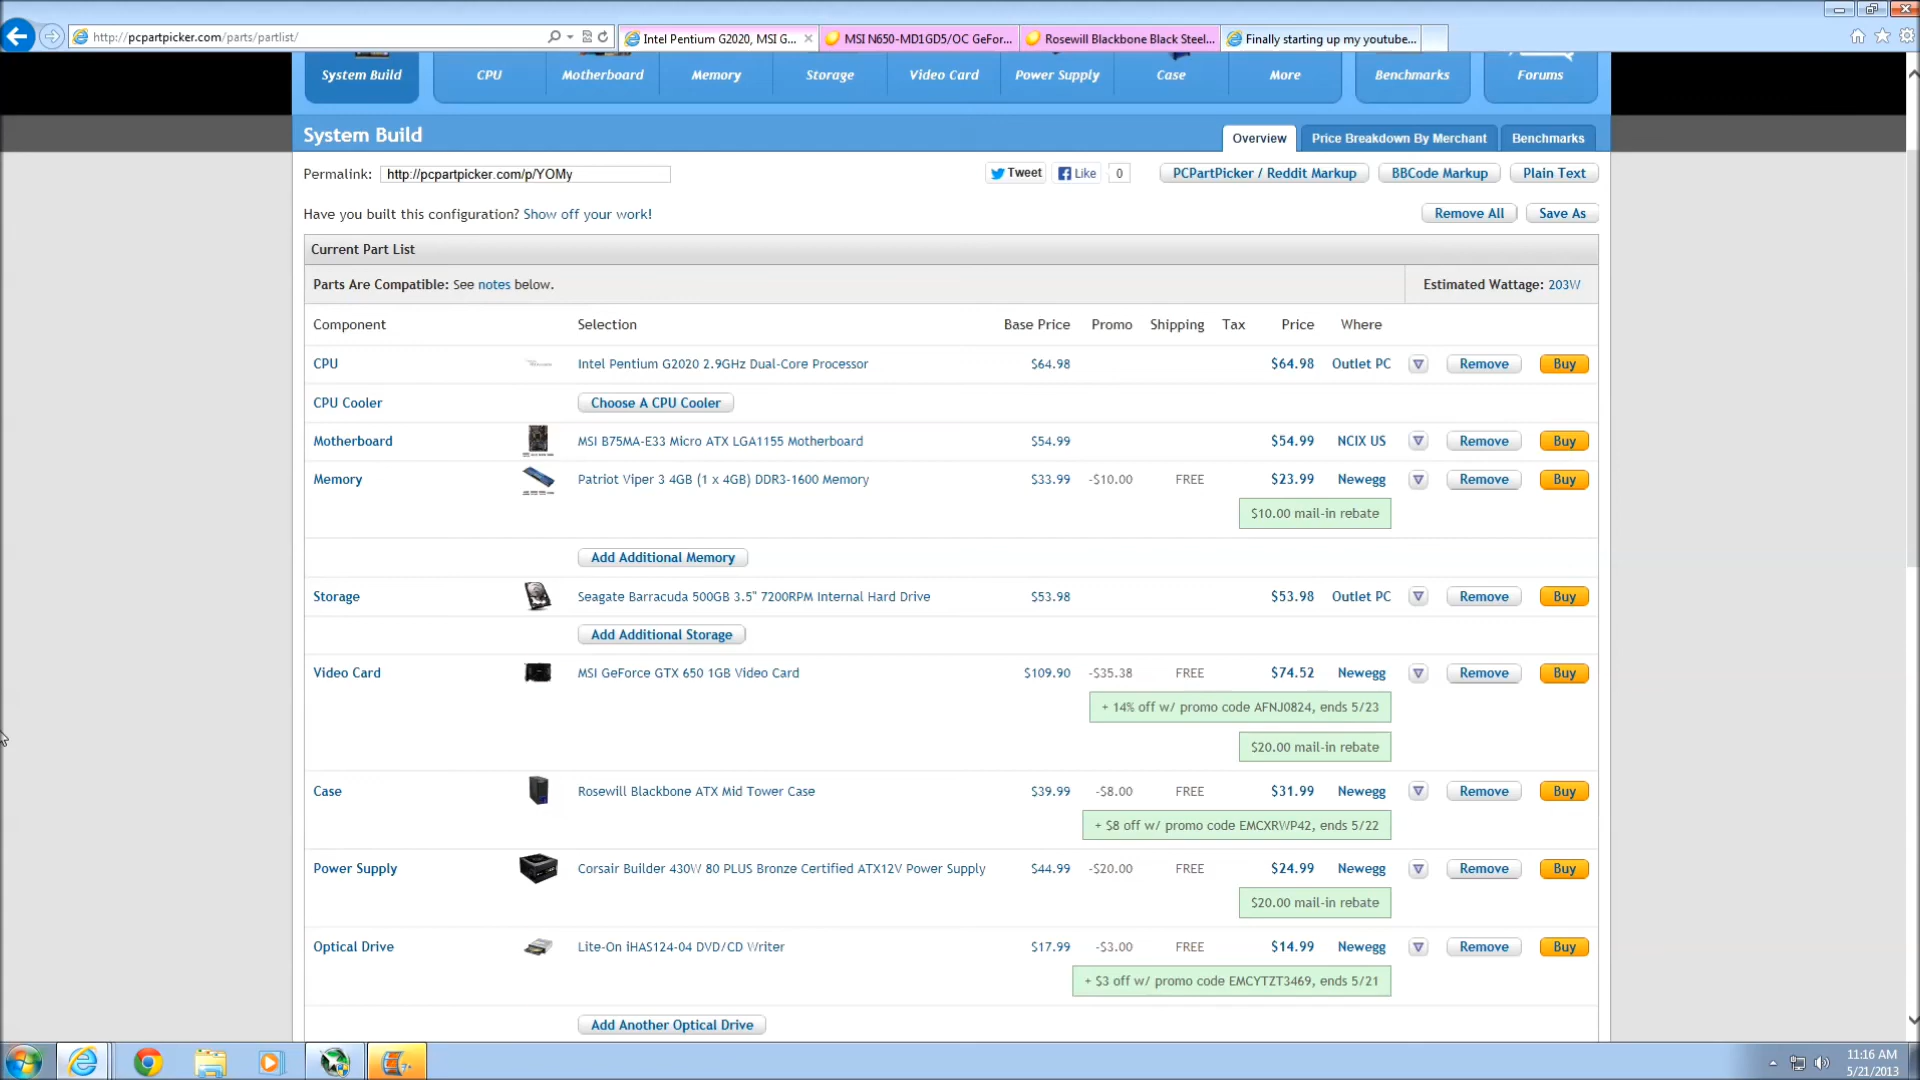 http://pcpartpicker.com/parts/partlist/
Intel Pentium G2020, MSI G...
MSI N650-MD1GD5/OC GeFor...
Rosewill Blackbone Black Steel...
Finally starting up my youtube...
System Build CPU Motherboard Memory Storage Video Card Power Supply Case More Benchmarks Forums
System Build
Overview Price Breakdown By Merchant Benchmarks
Permalink: http://pcpartpicker.com/p/YOMy Tweet Like 0 PCPartPicker / Reddit Markup BBCode Markup Plain Text
Have you built this configuration? Show off your work! Remove All Save As
Current Part List
Parts Are Compatible: See notes below. Estimated Wattage: 203W
Component Selection Base Price Promo Shipping Tax Price Where
CPU Intel Pentium G2020 2.9GHz Dual-Core Processor $64.98 $64.98 Outlet PC Remove Buy
CPU Cooler Choose A CPU Cooler
Motherboard MSI B75MA-E33 Micro ATX LGA1155 Motherboard $54.99 $54.99 NCIX US Remove Buy
Memory Patriot Viper 3 4GB (1 x 4GB) DDR3-1600 Memory $33.99 -$10.00 FREE $23.99 Newegg Remove Buy
$10.00 mail-in rebate
Add Additional Memory
Storage Seagate Barracuda 500GB 3.5" 7200RPM Internal Hard Drive $53.98 $53.98 Outlet PC Remove Buy
Add Additional Storage
Video Card MSI GeForce GTX 650 1GB Video Card $109.90 -$35.38 FREE $74.52 Newegg Remove Buy
+ 14% off w/ promo code AFNJ0824, ends 5/23
$20.00 mail-in rebate
Case Rosewill Blackbone ATX Mid Tower Case $39.99 -$8.00 FREE $31.99 Newegg Remove Buy
+ $8 off w/ promo code EMCXRWP42, ends 5/22
Power Supply Corsair Builder 430W 80 PLUS Bronze Certified ATX12V Power Supply $44.99 -$20.00 FREE $24.99 Newegg Remove Buy
$20.00 mail-in rebate
Optical Drive Lite-On iHAS124-04 DVD/CD Writer $17.99 -$3.00 FREE $14.99 Newegg Remove Buy
+ $3 off w/ promo code EMCYTZT3469, ends 5/21
Add Another Optical Drive
11:16 AM
5/21/2013